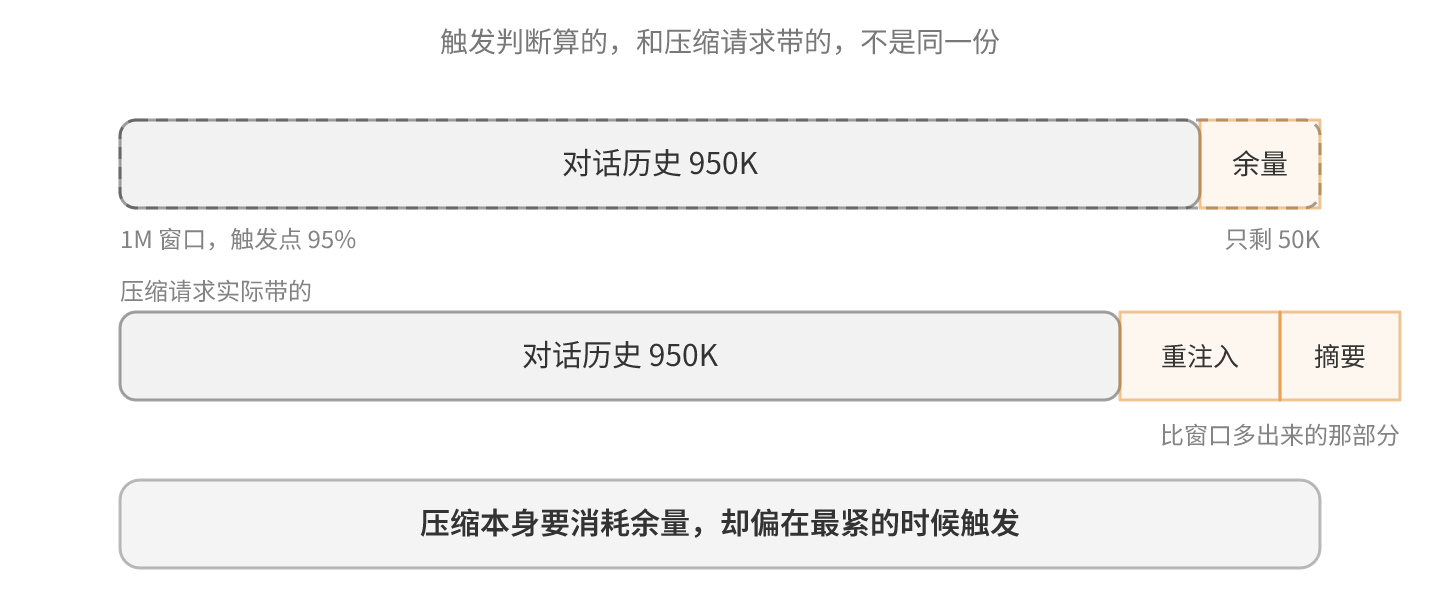 触发判断算的，和压缩请求带的，不是同一份
对话历史 950K
余量
1M 窗口，触发点 95%
只剩 50K
压缩请求实际带的
对话历史 950K
重注入
摘要
比窗口多出来的那部分
压缩本身要消耗余量，却偏在最紧的时候触发